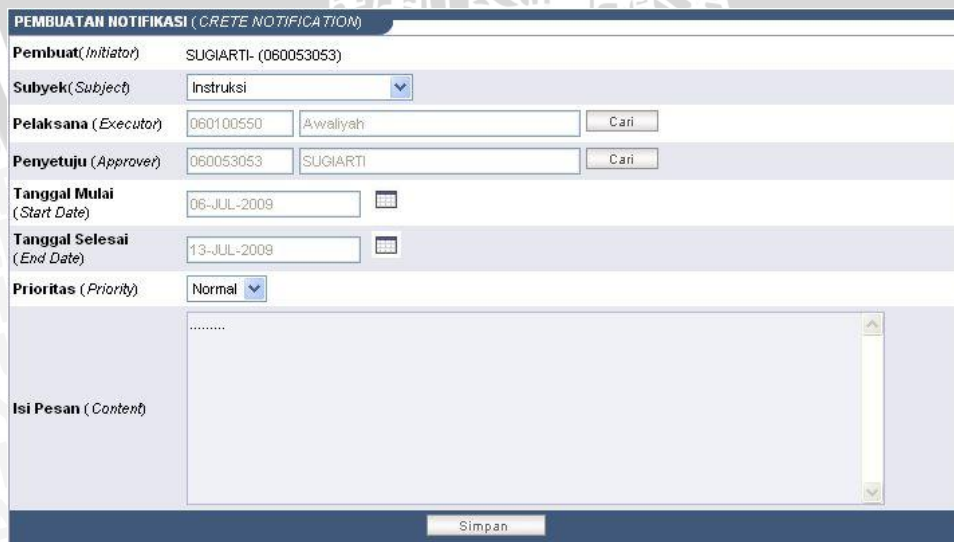 PEMBUATAN NOTIFIKASI (CRETE NOTIFICATION)
Pembuat(Initiator) SUGIARTI- (060053053)
Subyek(Subject) Instruksi
Pelaksana (Executor) 060100550 Awaliyah Cari
Penyetuju (Approver) 060053053 SUGIARTI Cari
Tanggal Mulai
(Start Date) 06-JUL-2009
Tanggal Selesai
(End Date) 13-JUL-2009
Prioritas (Priority) Normal
.........
Isi Pesan (Content)
Simpan